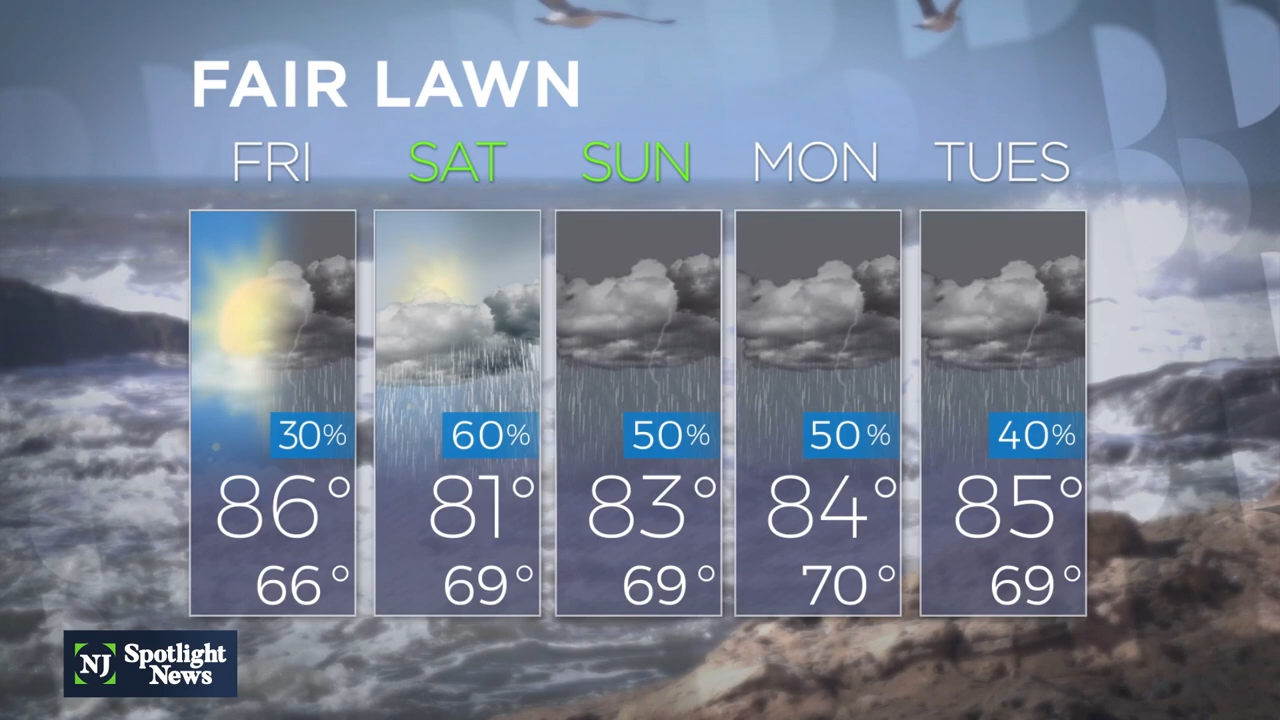 FAIR LAWN
FRI SAT SUN MON TUES
30% 60% 50% 50% 40%
86° 81° 83° 84° 85°
66° 69° 69° 70° 69°
NJ Spotlight
News